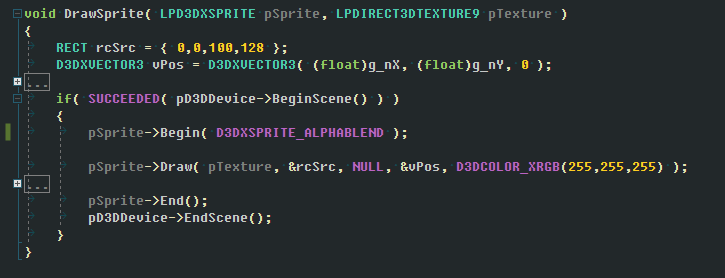 void DrawSprite( LPD3DXSPRITE pSprite, LPDIRECT3DTEXTURE9 pTexture )
{
RECT rcSrc = { 0,0,100,128 };
D3DXVECTOR3 vPos = D3DXVECTOR3( (float)g_nX, (float)g_nY, 0 );
...
if( SUCCEEDED( pD3DDevice->BeginScene() ) )
{
pSprite->Begin( D3DXSPRITE_ALPHABLEND );
pSprite->Draw( pTexture, &rcSrc, NULL, &vPos, D3DCOLOR_XRGB(255,255,255) );
...
pSprite->End();
pD3DDevice->EndScene();
}
}